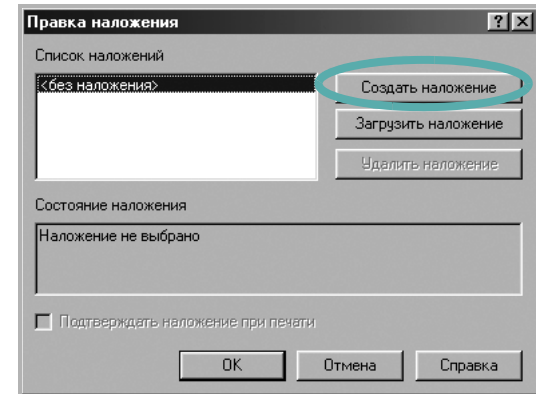 Правка наложения
Список наложений
<без наложения>
Создать наложение
Загрузить наложение
Удалить наложение
Состояние наложения
Наложение не выбрано
Подтверждать наложение при печати
OK
Отмена
Справка